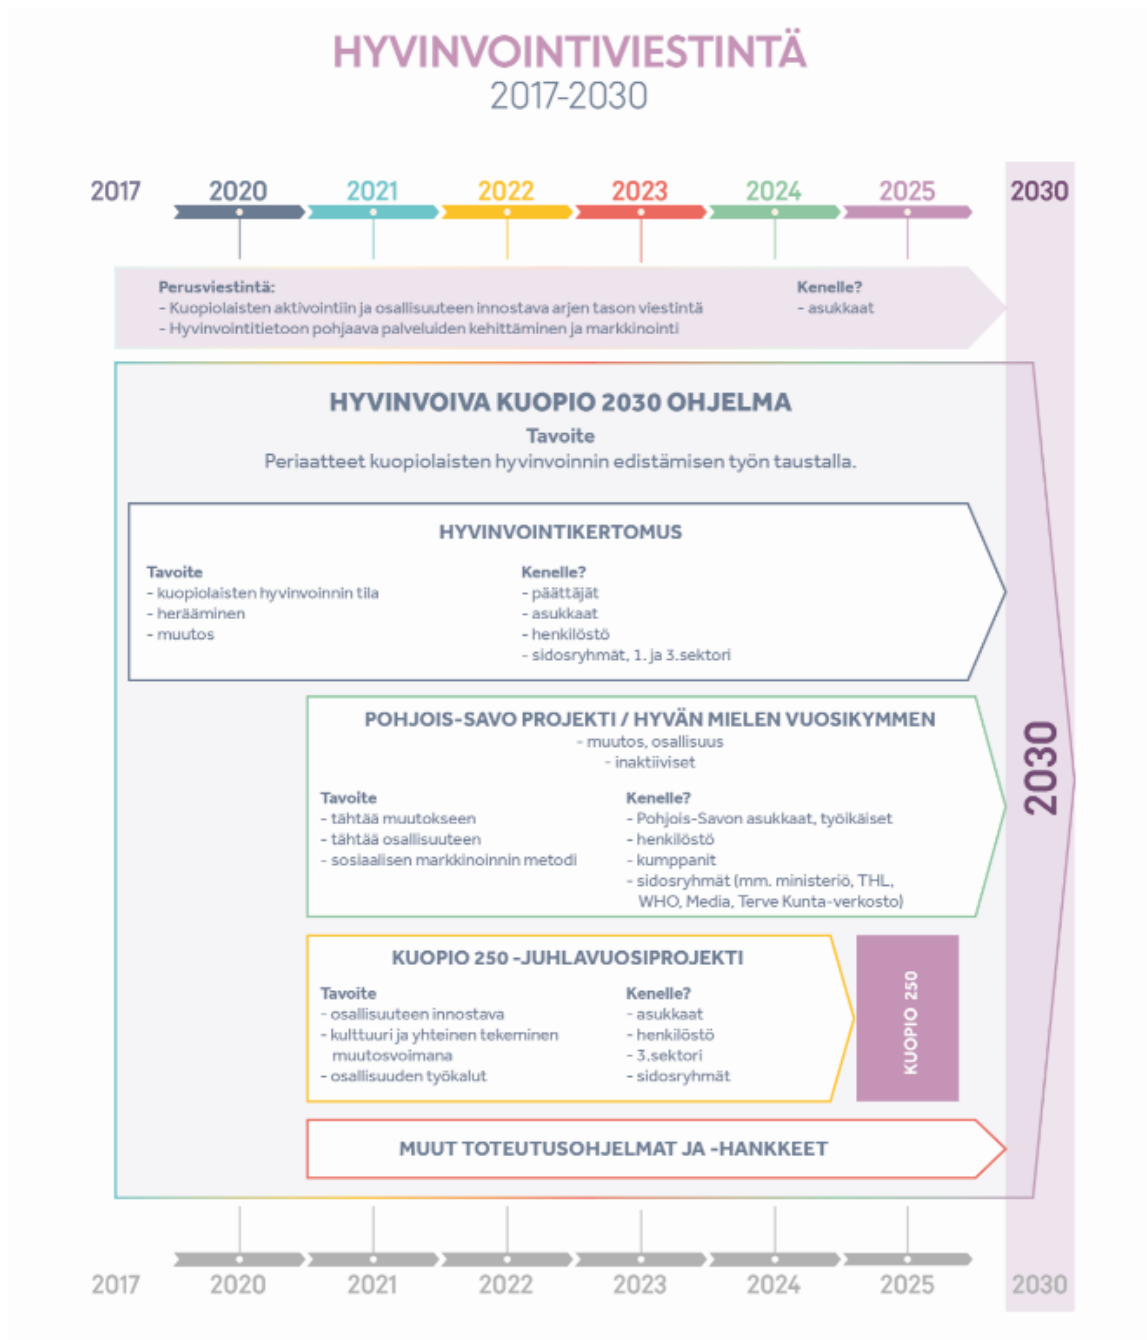 HYVINVOINTIVIESTINTÄ
2017-2030
2017 2020 2021 2022 2023 2024 2025 2030
Perusviestintä:
- Kuopiolaisten aktivointiin ja osallisuuteen innostava arjen tason viestintä
- Hyvinvointitietoon pohjaava palveluiden kehittäminen ja markkinointi
Kenelle?
- asukkaat
HYVINVOIVA KUOPIO 2030 OHJELMA
Tavoite
Periaatteet kuopiolaisten hyvinvoinnin edistämisen työn taustalla.
HYVINVOINTIKERTOMUS
Tavoite
- kuopiolaisten hyvinvoinnin tila
- herääminen
- muutos
Kenelle?
- päättäjät
- asukkaat
- henkilöstö
- sidosryhmät, 1. ja 3.sektori
POHJOIS-SAVO PROJEKTI / HYVÄN MIELEN VUOSIKYMMEN
- muutos, osallisuus
- inaktiiviset
Tavoite
- tähtää muutokseen
- tähtää osallisuuteen
- sosiaalisen markkinoinnin metodi
Kenelle?
- Pohjois-Savon asukkaat, työikäiset
- henkilöstö
- kumppanit
- sidosryhmät (mm. ministeriö, THL,
WHO, Media, Terve Kunta-verkosto)
2030
KUOPIO 250 -JUHLAVUOSIPROJEKTI
Tavoite
- osallisuuteen innostava
- kulttuuri ja yhteinen tekeminen
muutosvoimana
- osallisuuden työkalut
Kenelle?
- asukkaat
- henkilöstö
- 3.sektori
- sidosryhmät
KUOPIO 250
MUUT TOTEUTUSOHJELMAT JA -HANKKEET
2017 2020 2021 2022 2023 2024 2025 2030